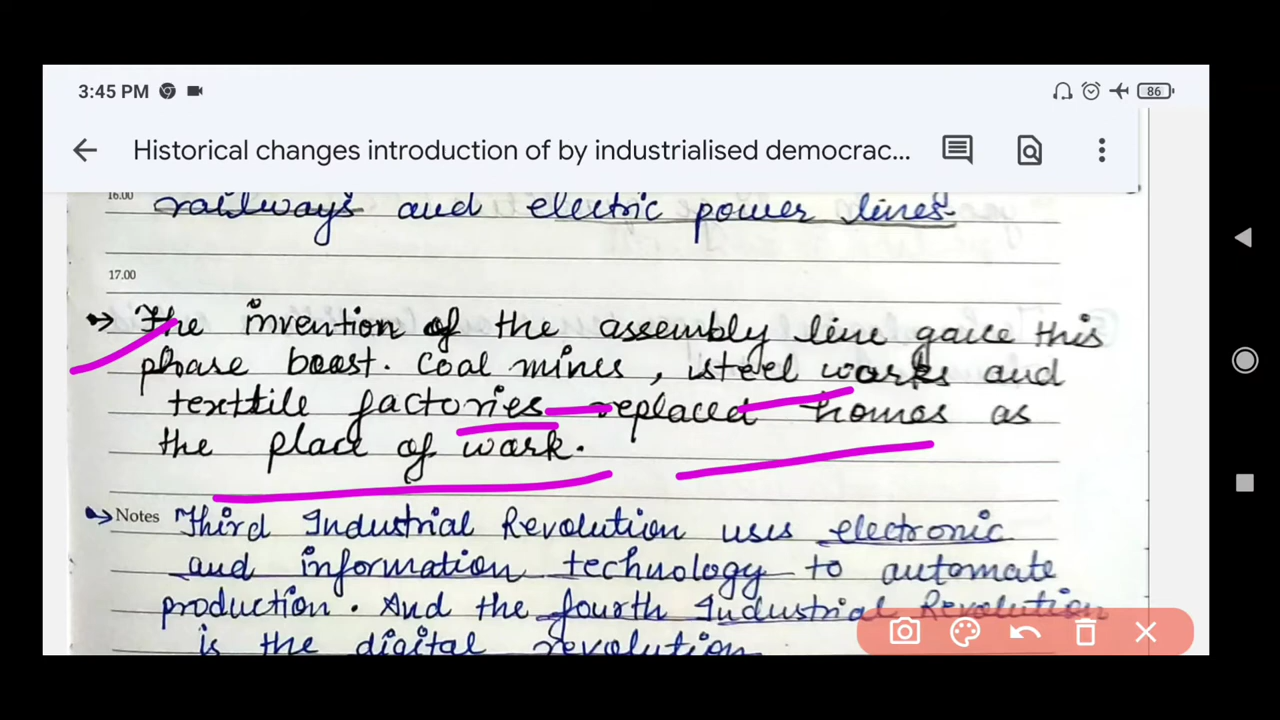 3:45 PM
86
Historical changes introduction of by industrialised democrac...
16.00
railways and electric power lines.
17.00
The invention of the assembly line gave this
phase boost. Coal mines, steel works and
texttile factories replaced homes as
the place of work.
Notes Third Industrial Revolution uses electronic
and information technology to automate
production. And the fourth Industrial Revolution
is the digital revolution